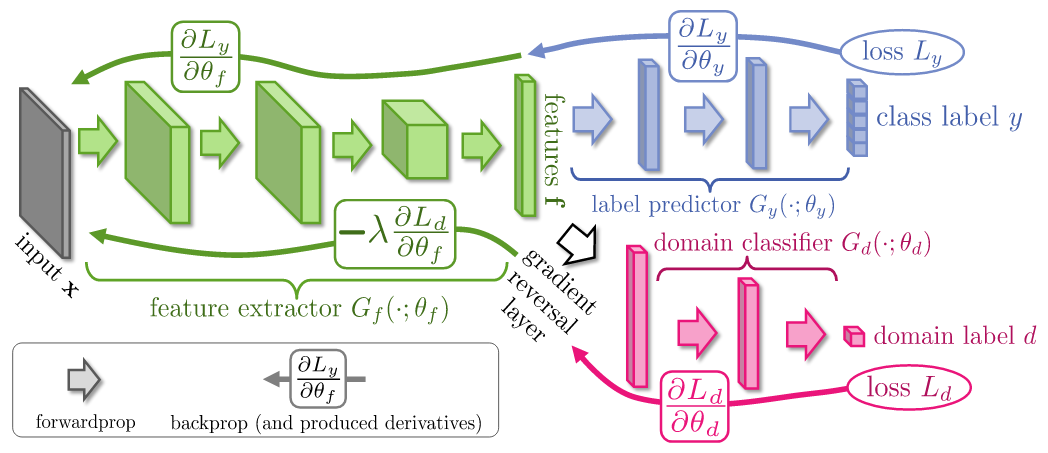 ∂L_y
∂θ_f
∂L_y
∂θ_y
loss L_y
features f
class label y
label predictor G_y(·; θ_y)
input x
−λ ∂L_d
∂θ_f
feature extractor G_f(·; θ_f)
gradient
reversal
layer
domain classifier G_d(·; θ_d)
domain label d
∂L_d
∂θ_d
loss L_d
forwardprop
∂L_y
∂θ_f
backprop (and produced derivatives)